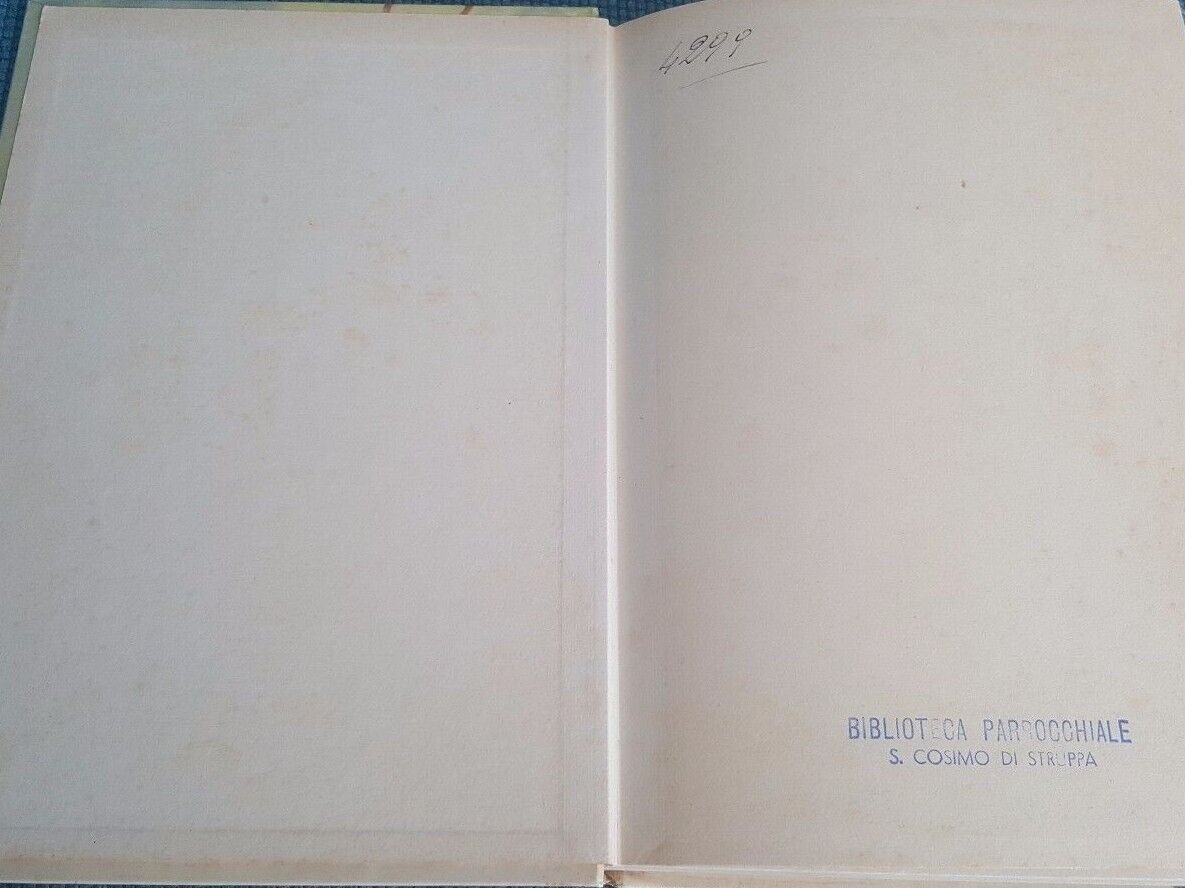 4299
BIBLIOTECA PARROCCHIALE
S. COSIMO DI STRUPPA